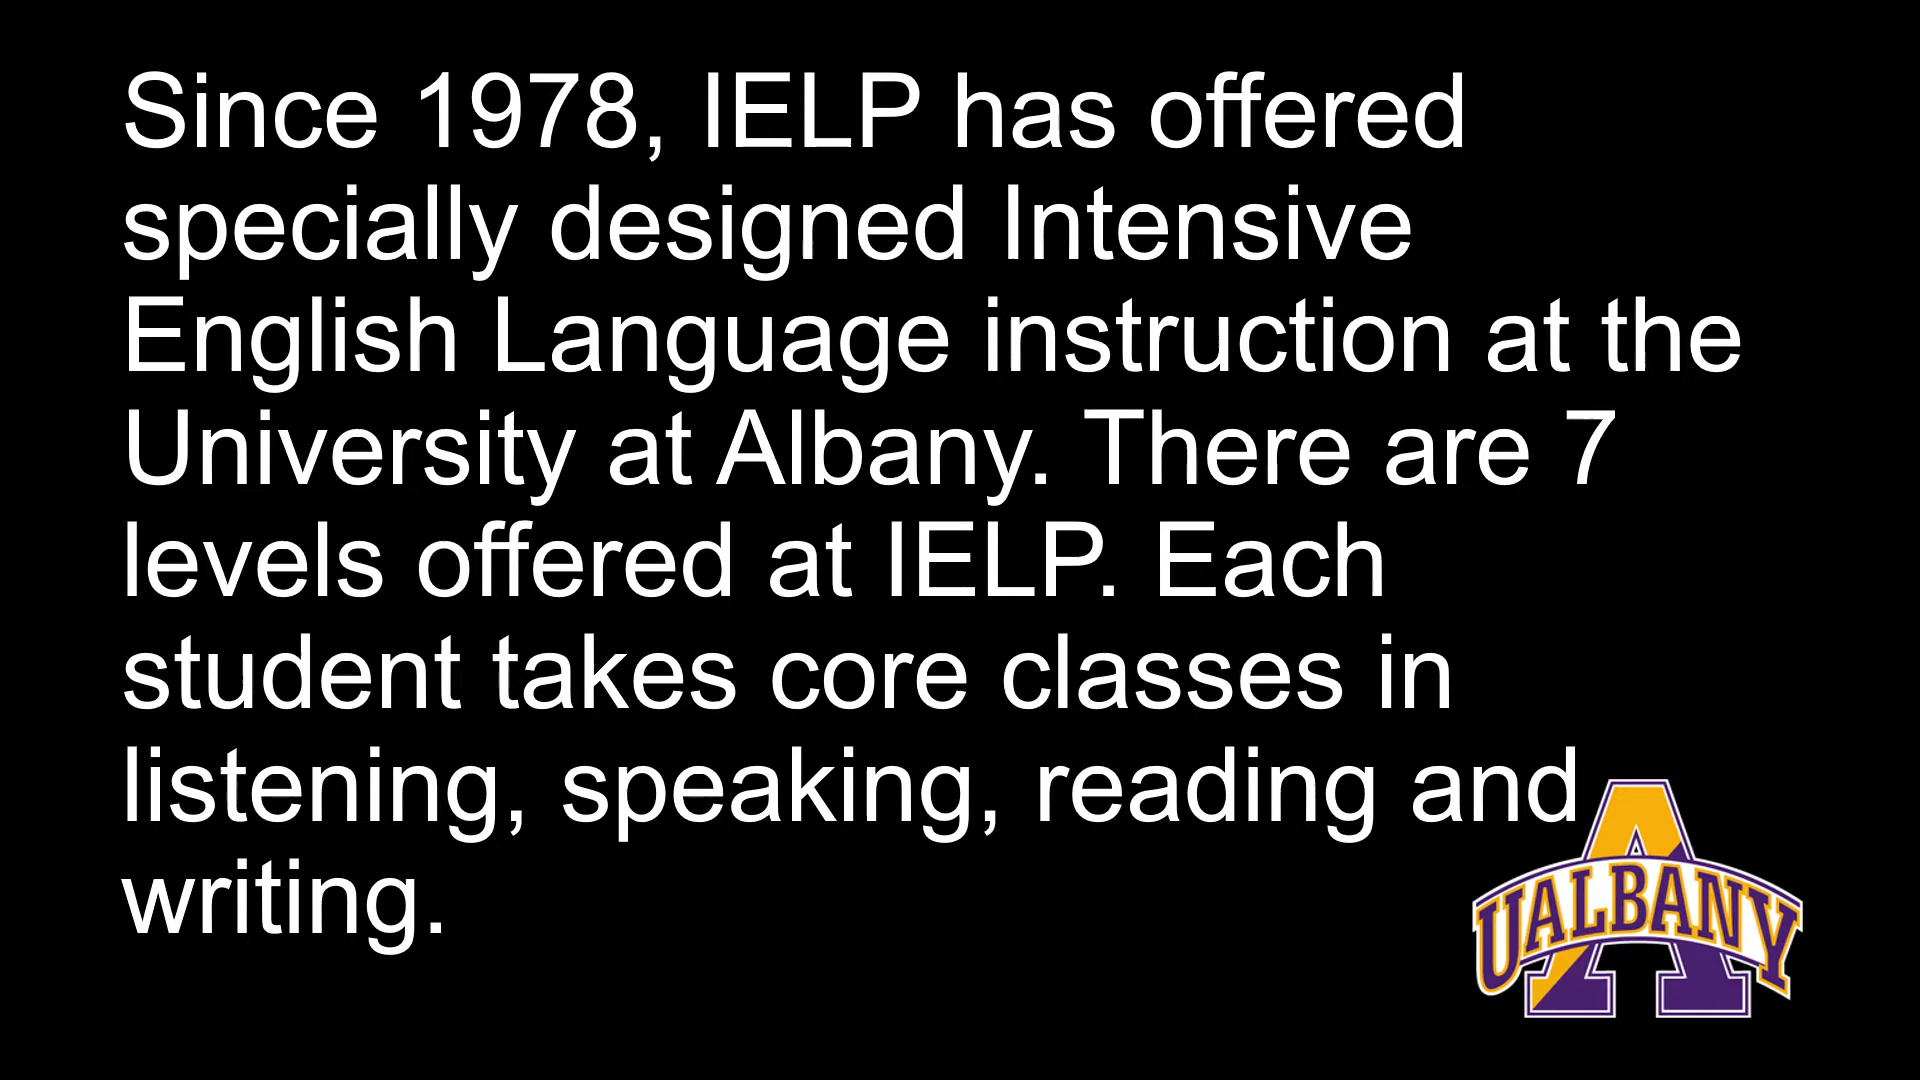 Since 1978, IELP has offered
specially designed Intensive
English Language instruction at the
University at Albany. There are 7
levels offered at IELP. Each
student takes core classes in
listening, speaking, reading and
writing.
UALBANY